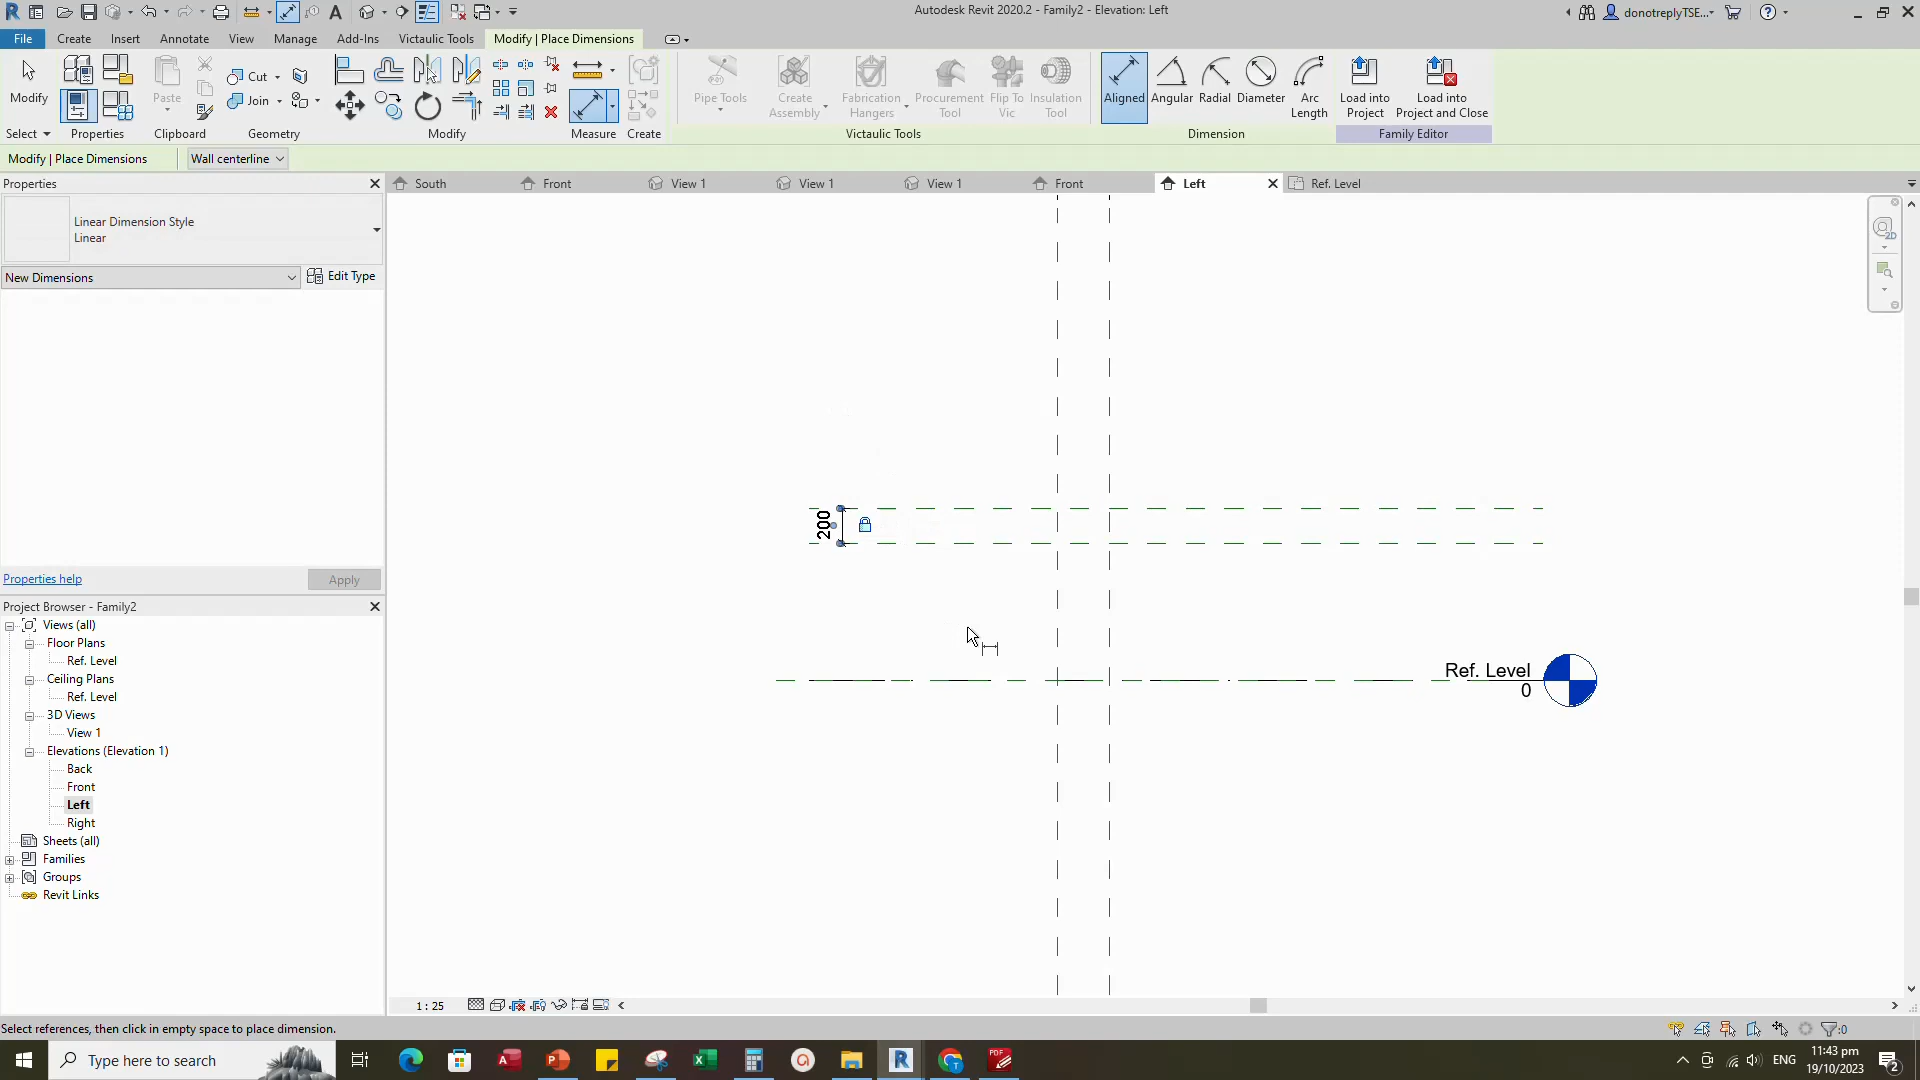 Autodesk Revit 2020.2 - Family2 - Elevation: Left
donotreplyTSE...
File Create Insert Annotate View Manage Add-Ins Victaulic Tools Modify | Place Dimensions
Modify
Paste
Cut
Join
Pipe Tools
Create Assembly
Fabrication Hangers
Procurement Tool
Flip To Vic
Insulation Tool
Aligned
Angular
Radial
Diameter
Arc Length
Load into Project
Load into Project and Close
Select Properties Clipboard Geometry Modify Measure Create Victaulic Tools Dimension Family Editor
Modify | Place Dimensions Wall centerline
Properties
South Front View 1 View 1 View 1 Front Left Ref. Level
Linear Dimension Style
Linear
New Dimensions Edit Type
200
Ref. Level
0
Properties help Apply
Project Browser - Family2
Views (all)
Floor Plans
Ref. Level
Ceiling Plans
Ref. Level
3D Views
View 1
Elevations (Elevation 1)
Back
Front
Left
Right
Sheets (all)
Families
Groups
Revit Links
1 : 25
Select references, then click in empty space to place dimension.
:0
Type here to search
ENG
11:43 pm
19/10/2023
2